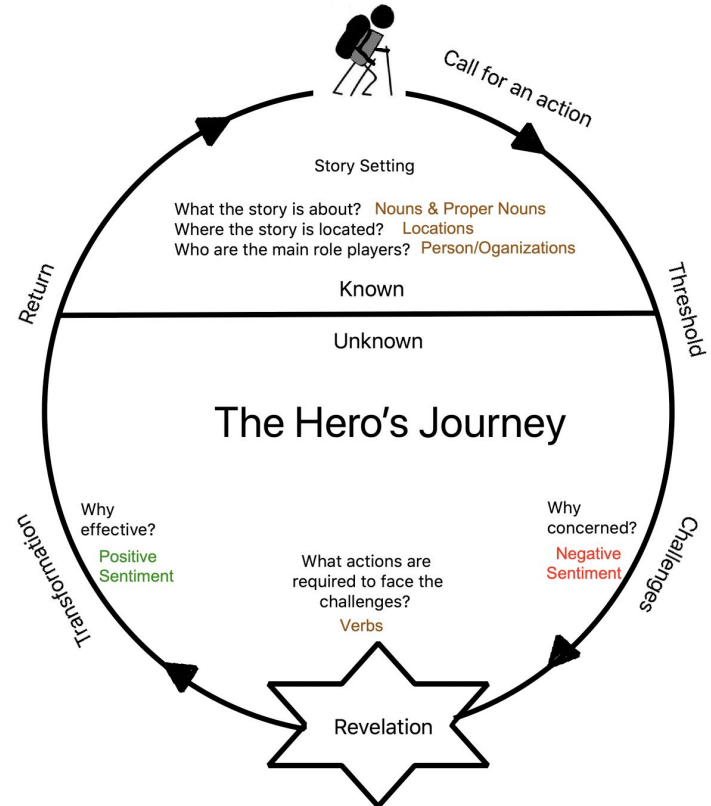 Call for an action
Story Setting
What the story is about? Nouns & Proper Nouns
Where the story is located? Locations
Who are the main role players? Person/Oganizations
Return
Threshold
Known
Unknown
The Hero's Journey
Why
effective?
Positive
Sentiment
Why
concerned?
Negative
Sentiment
Transformation
Challenges
What actions are
required to face the
challenges?
Verbs
Revelation